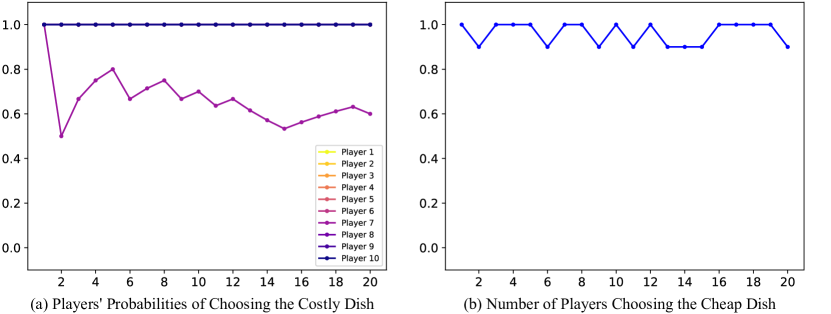 1.0
0.8
0.6
0.4
0.2
0.0
Player 1
Player 2
Player 3
Player 4
Player 5
Player 6
Player 7
Player 8
Player 9
Player 10
2 4 6 8 10 12 14 16 18 20
(a) Players' Probabilities of Choosing the Costly Dish
1.0
0.8
0.6
0.4
0.2
0.0
2 4 6 8 10 12 14 16 18 20
(b) Number of Players Choosing the Cheap Dish